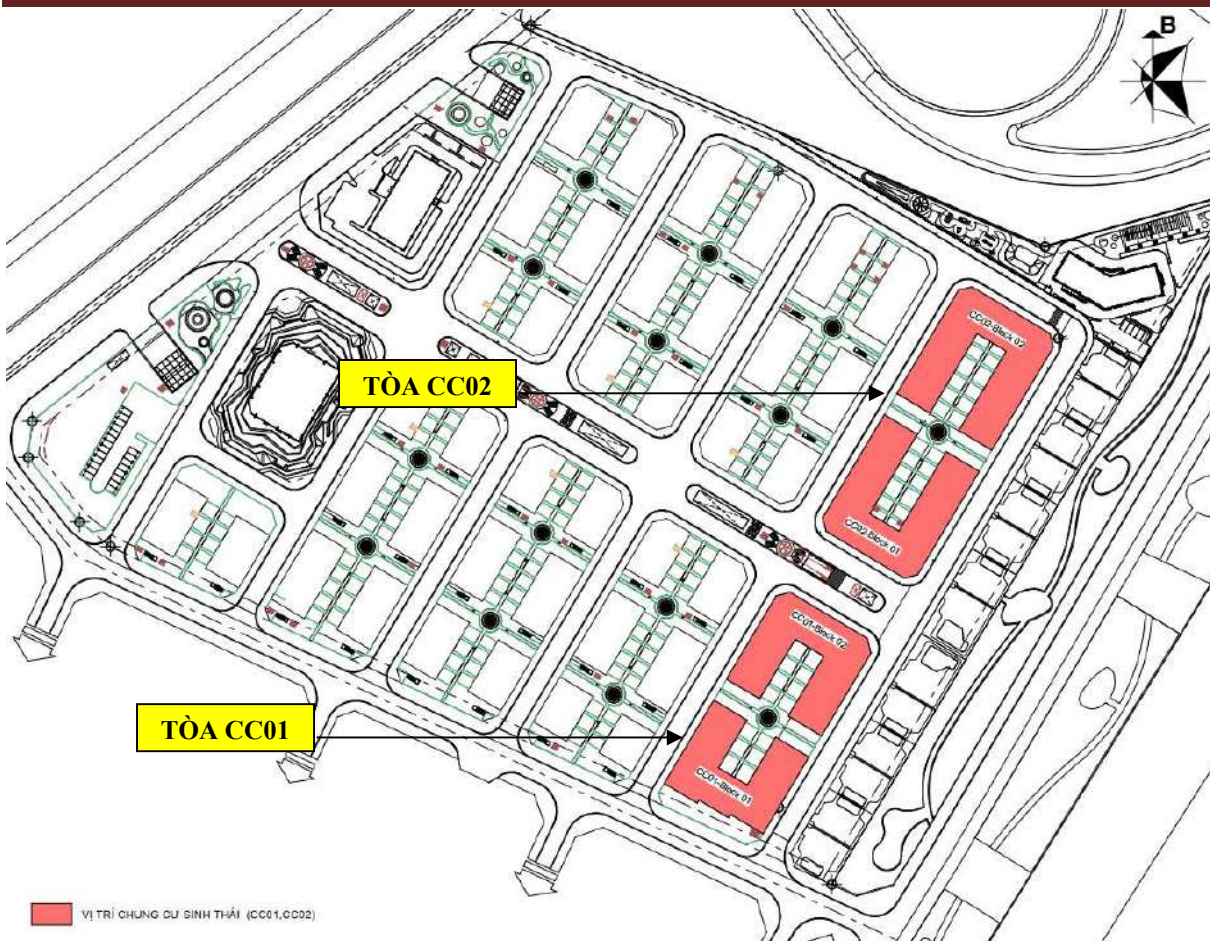 B
CC02-Block 02
TÒA CC02
CC02-Block 01
CC01-Block 02
TÒA CC01
CC01-Block 01
VỊ TRÍ CHUNG CƯ SINH THÁI (CC01,CC02)